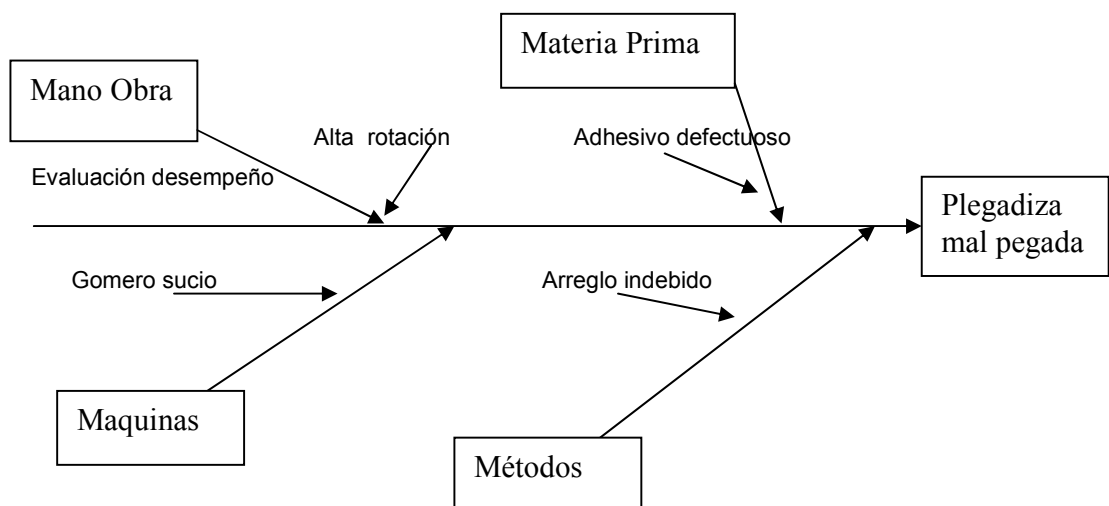 Materia Prima
Mano Obra
Alta rotación
Adhesivo defectuoso
Evaluación desempeño
Plegadiza
mal pegada
Gomero sucio
Arreglo indebido
Maquinas
Métodos